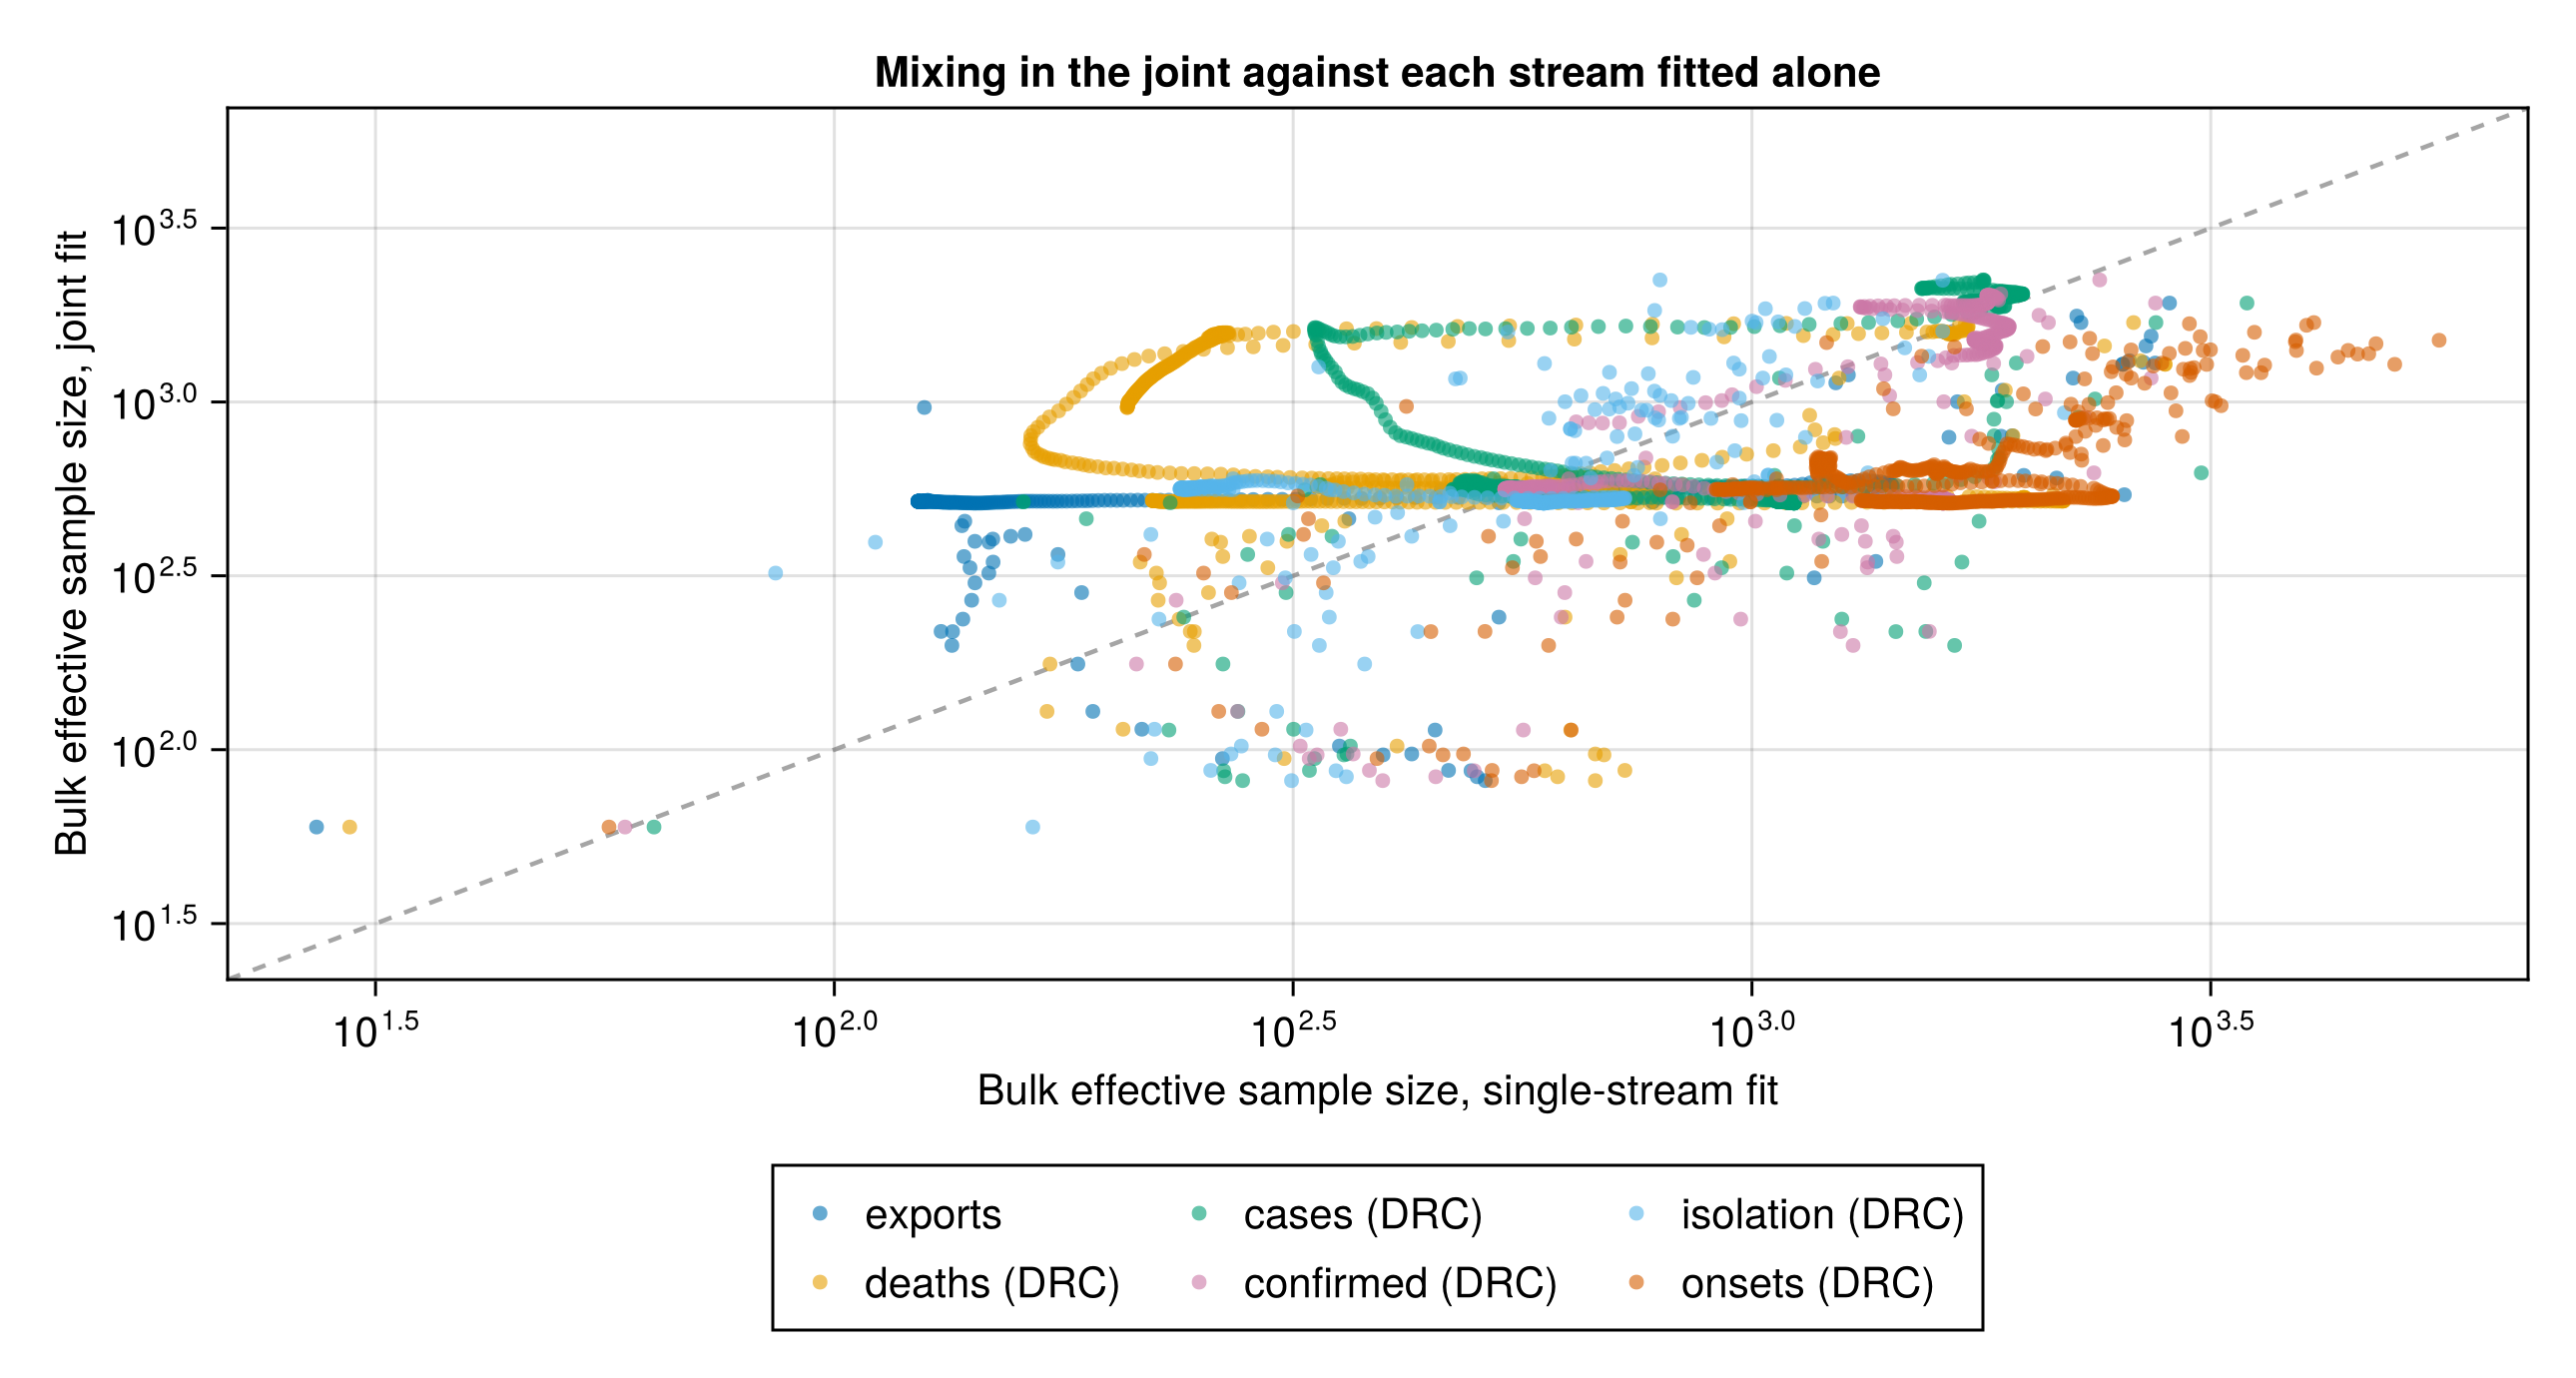 Mixing in the joint against each stream fitted alone
Bulk effective sample size, joint fit
10^3.5
10^3.0
10^2.5
10^2.0
10^1.5
10^1.5
10^2.0
10^2.5
10^3.0
10^3.5
Bulk effective sample size, single-stream fit
exports
cases (DRC)
isolation (DRC)
deaths (DRC)
confirmed (DRC)
onsets (DRC)